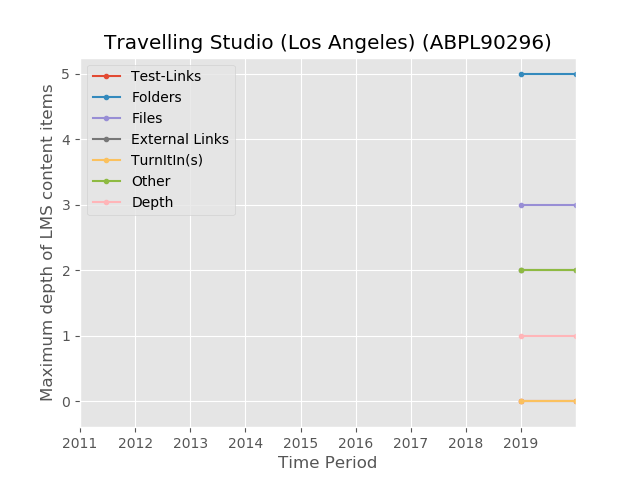 Travelling Studio (Los Angeles) (ABPL90296)
Maximum depth of LMS content items
5
4
3
2
1
0
Test-Links
Folders
Files
External Links
TurnItIn(s)
Other
Depth
2011 2012 2013 2014 2015 2016 2017 2018 2019
Time Period